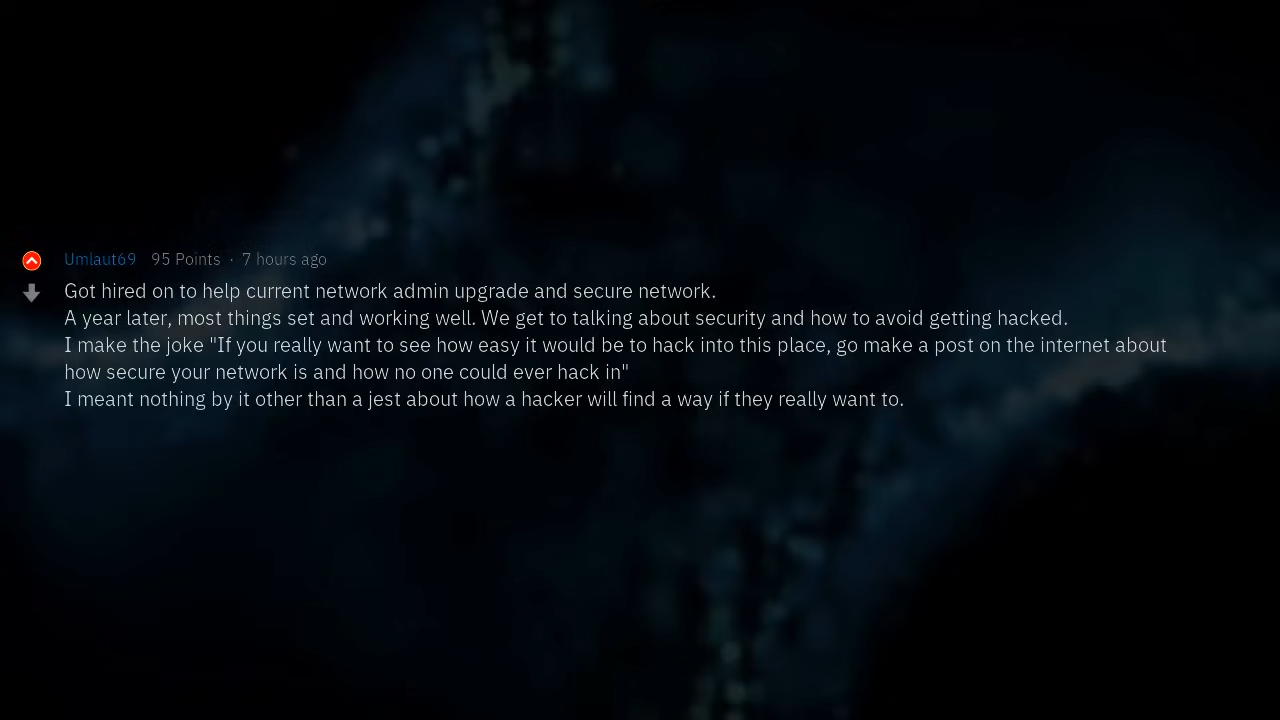 Umlaut69 95 Points · 7 hours ago
Got hired on to help current network admin upgrade and secure network.
A year later, most things set and working well. We get to talking about security and how to avoid getting hacked.
I make the joke "If you really want to see how easy it would be to hack into this place, go make a post on the internet about
how secure your network is and how no one could ever hack in"
I meant nothing by it other than a jest about how a hacker will find a way if they really want to.